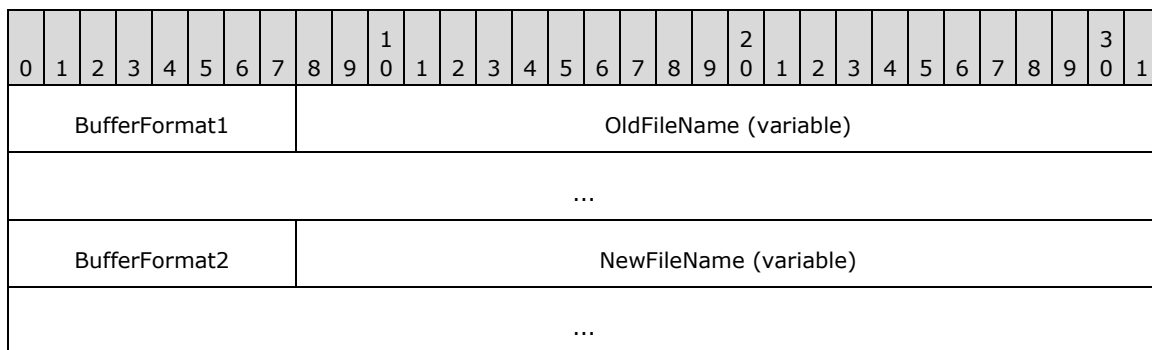 0 1 2 3 4 5 6 7 8 9 1 0 1 2 3 4 5 6 7 8 9 2 0 1 2 3 4 5 6 7 8 9 3 0 1
BufferFormat1 OldFileName (variable)
...
BufferFormat2 NewFileName (variable)
...